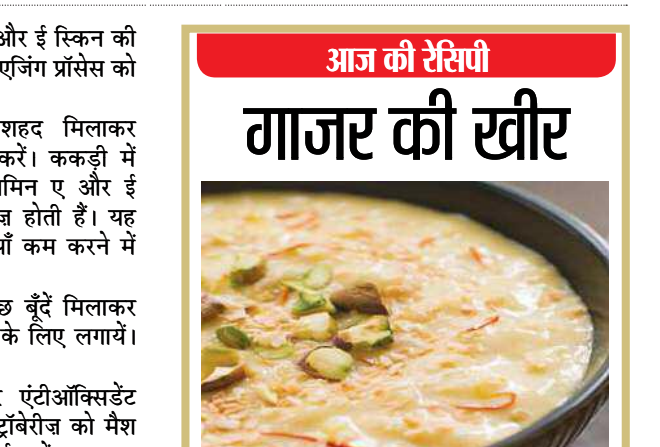 और ई स्किन की
एजिंग प्रॉसेस को
शहद मिलाकर
करें। ककड़ी में
ए और ई
होती हैं। यह
कम करने में
बूँदें मिलाकर
के लिए लगायें।
एंटीऑक्सिडेंट
को मैश
आज की रेसिपी
गाजर की खीर